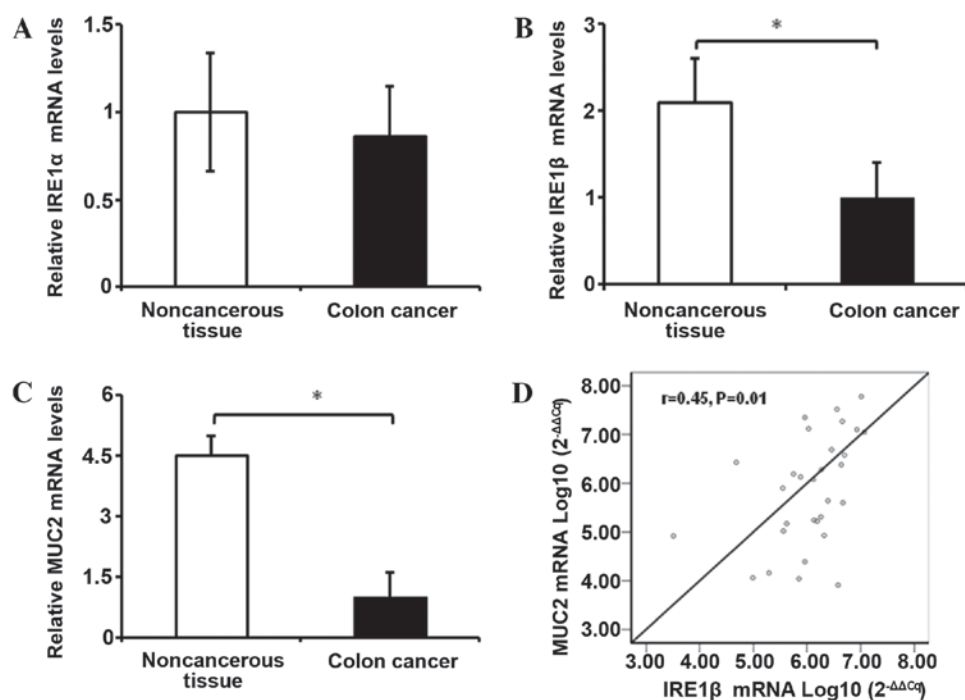 A
Relative IRE1α mRNA levels
1.5
1
0.5
0
Noncancerous
tissue
Colon cancer
B
Relative IRE1β mRNA levels
3
2
1
0
*
Noncancerous
tissue
Colon cancer
C
Relative MUC2 mRNA levels
6
4.5
3
1.5
0
*
Noncancerous
tissue
Colon cancer
D
MUC2 mRNA Log10 (2-ΔΔCq)
8.00
7.00
6.00
5.00
4.00
3.00
r=0.45, P=0.01
3.00 4.00 5.00 6.00 7.00 8.00
IRE1β mRNA Log10 (2-ΔΔCq)